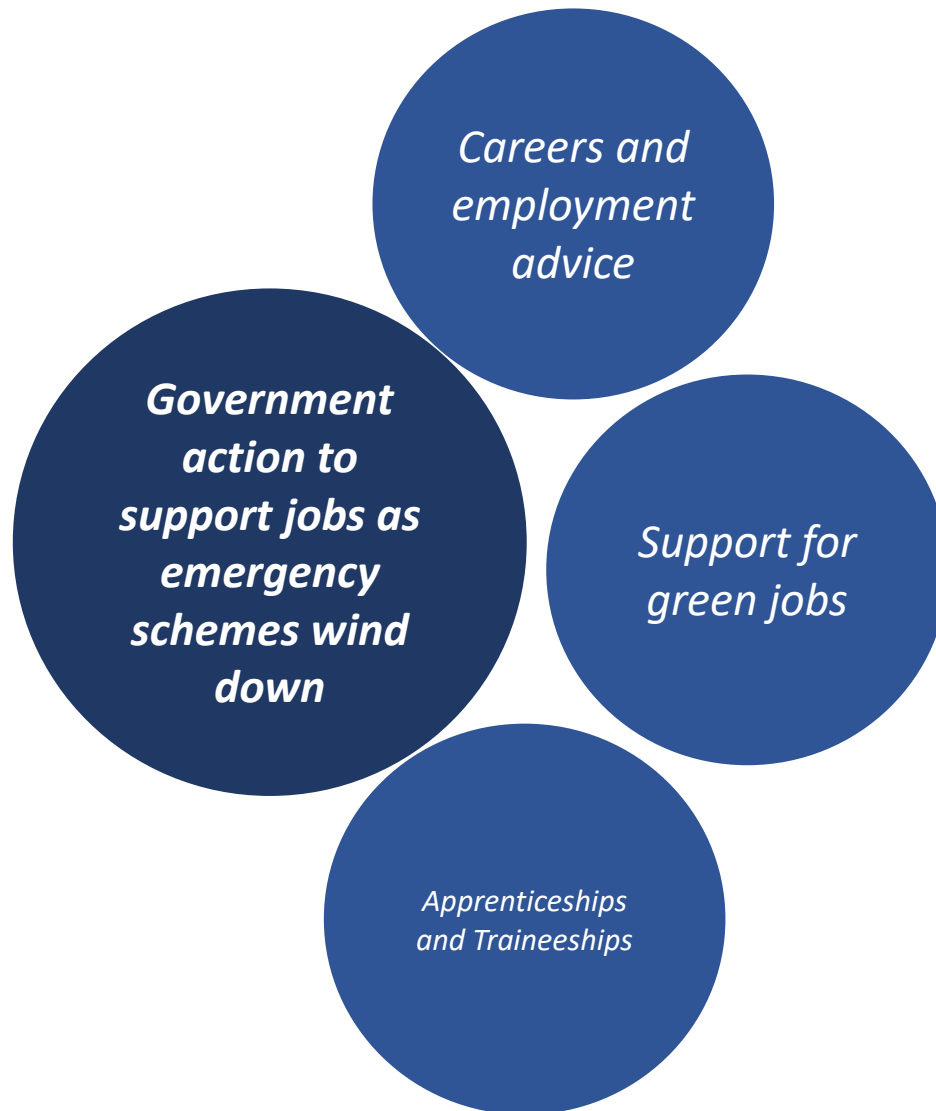 Careers and
employment
advice
Government
action to
support jobs as
emergency
schemes wind
down
Support for
green jobs
Apprenticeships
and Traineeships